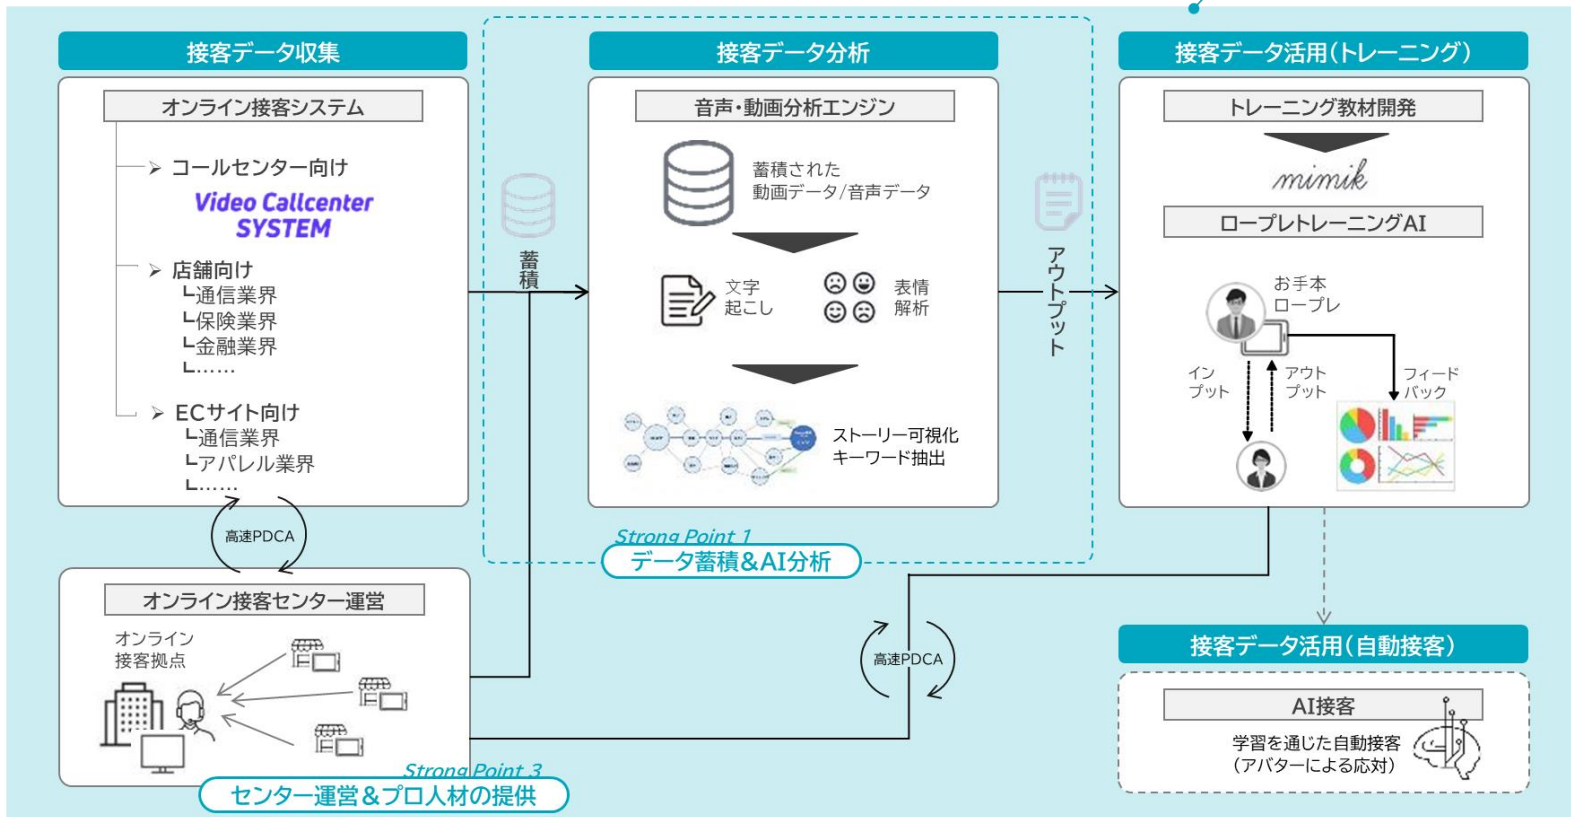 接客データ収集
オンライン接客システム
コールセンター向け
Video Callcenter
SYSTEM
店舗向け
┗通信業界
┗保険業界
┗金融業界
┗……
ECサイト向け
┗通信業界
┗アパレル業界
┗……
高速PDCA
オンライン接客センター運営
オンライン
接客拠点
Strong Point 3
センター運営＆プロ人材の提供
蓄積
接客データ分析
音声・動画分析エンジン
蓄積された
動画データ/音声データ
文字
起こし
表情
解析
ストーリー可視化
キーワード抽出
Strong Point 1
データ蓄積＆AI分析
アウトプット
高速PDCA
接客データ活用(トレーニング)
トレーニング教材開発
mimik
ロープレトレーニングAI
お手本
ロープレ
イン
プット
アウト
プット
フィード
バック
接客データ活用(自動接客)
AI接客
学習を通じた自動接客
(アバターによる応対)